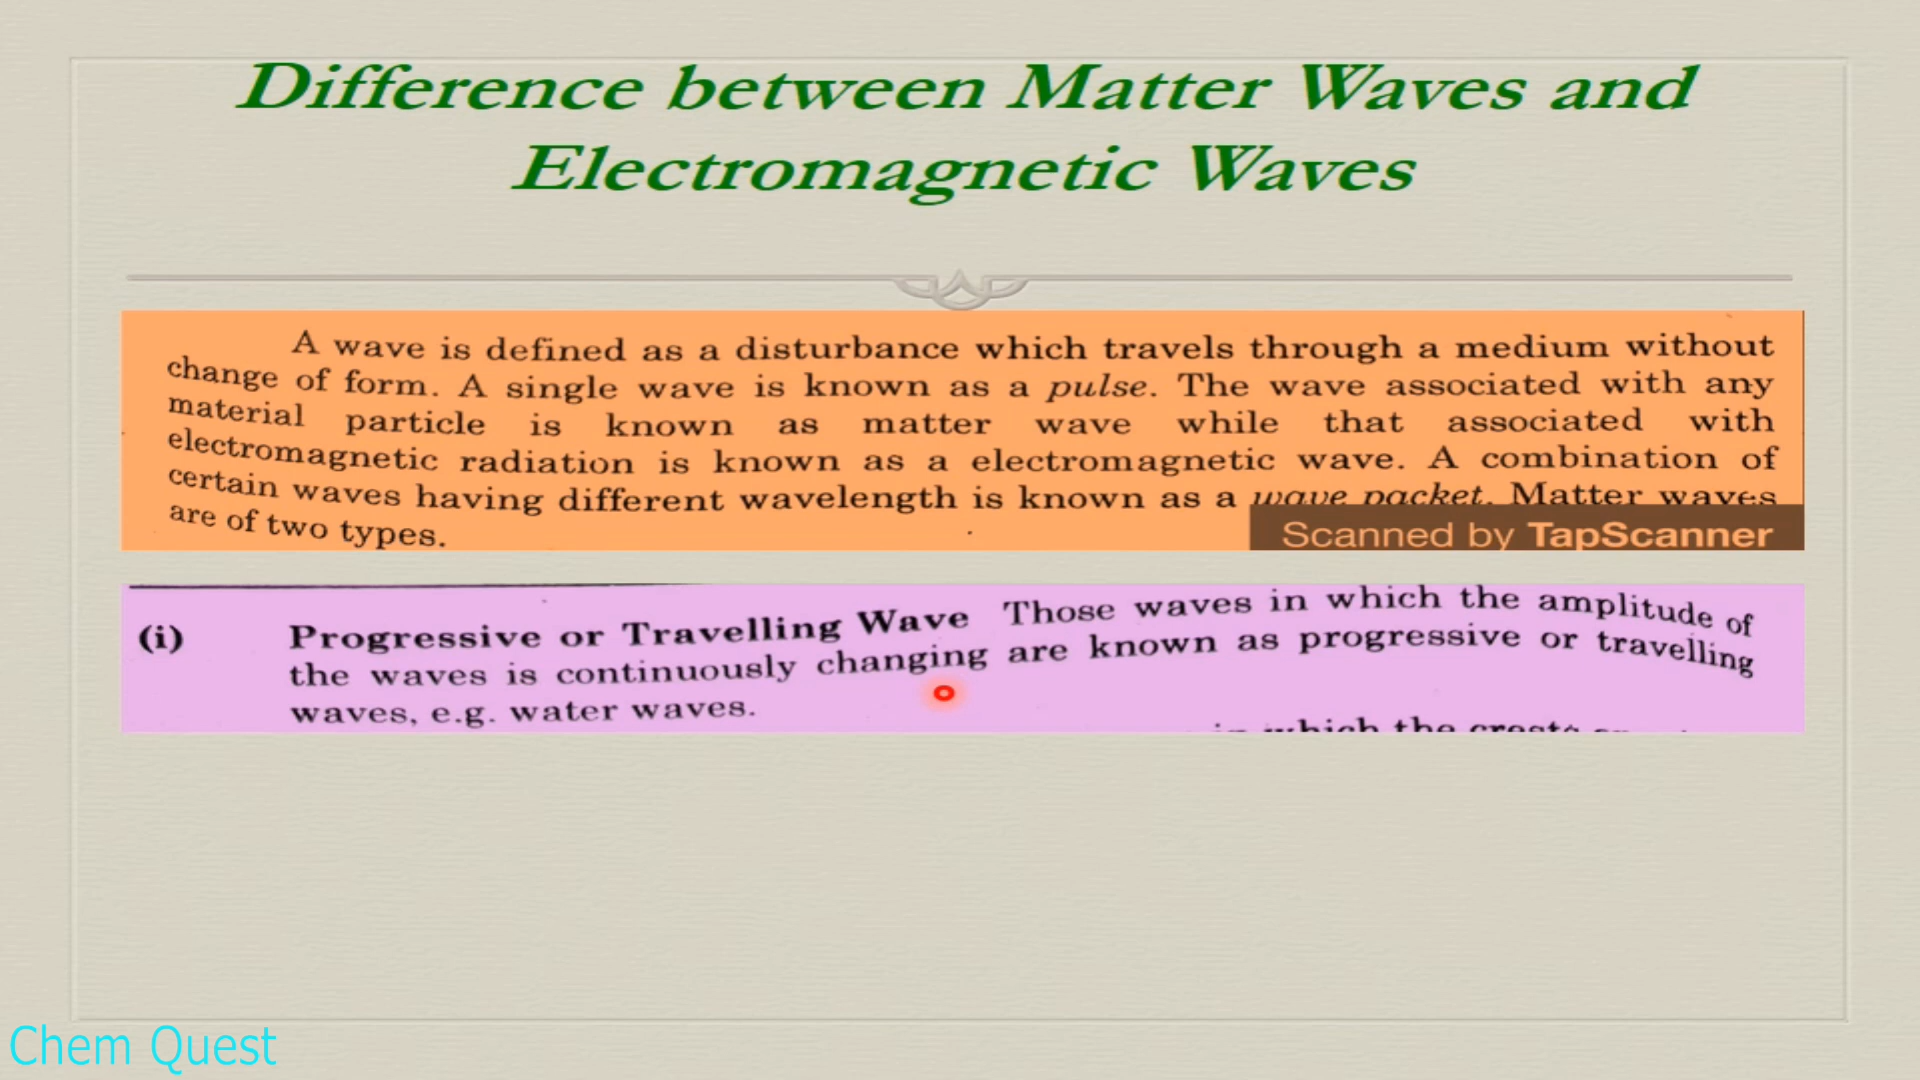 Difference between Matter Waves and
Electromagnetic Waves
A wave is defined as a disturbance which travels through a medium without
change of form. A single wave is known as a pulse. The wave associated with any
material particle is known as matter wave while that associated with
electromagnetic radiation is known as a electromagnetic wave. A combination of
certain waves having different wavelength is known as a wave packet. Matter waves
are of two types.
Scanned by TapScanner
(i) Progressive or Travelling Wave Those waves in which the amplitude of
the waves is continuously changing are known as progressive or travelling
waves, e.g. water waves.
in which the crests
Chem Quest